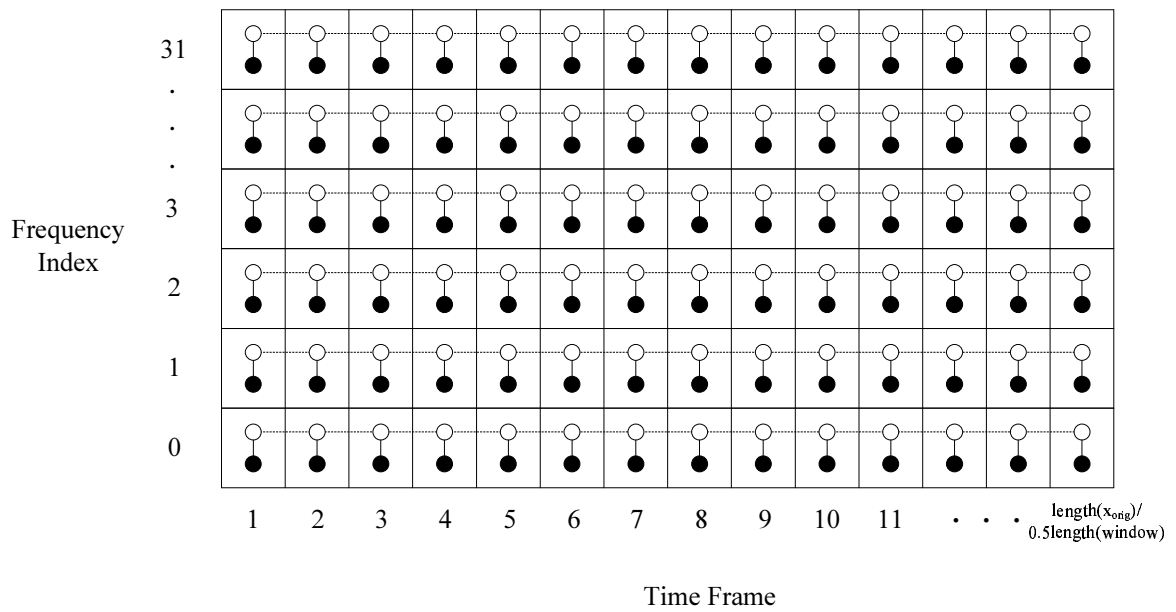 31
.
.
.
3
Frequency
Index
2
1
0
1 2 3 4 5 6 7 8 9 10 11 . . . length(x_orig)/
0.5length(window)
Time Frame